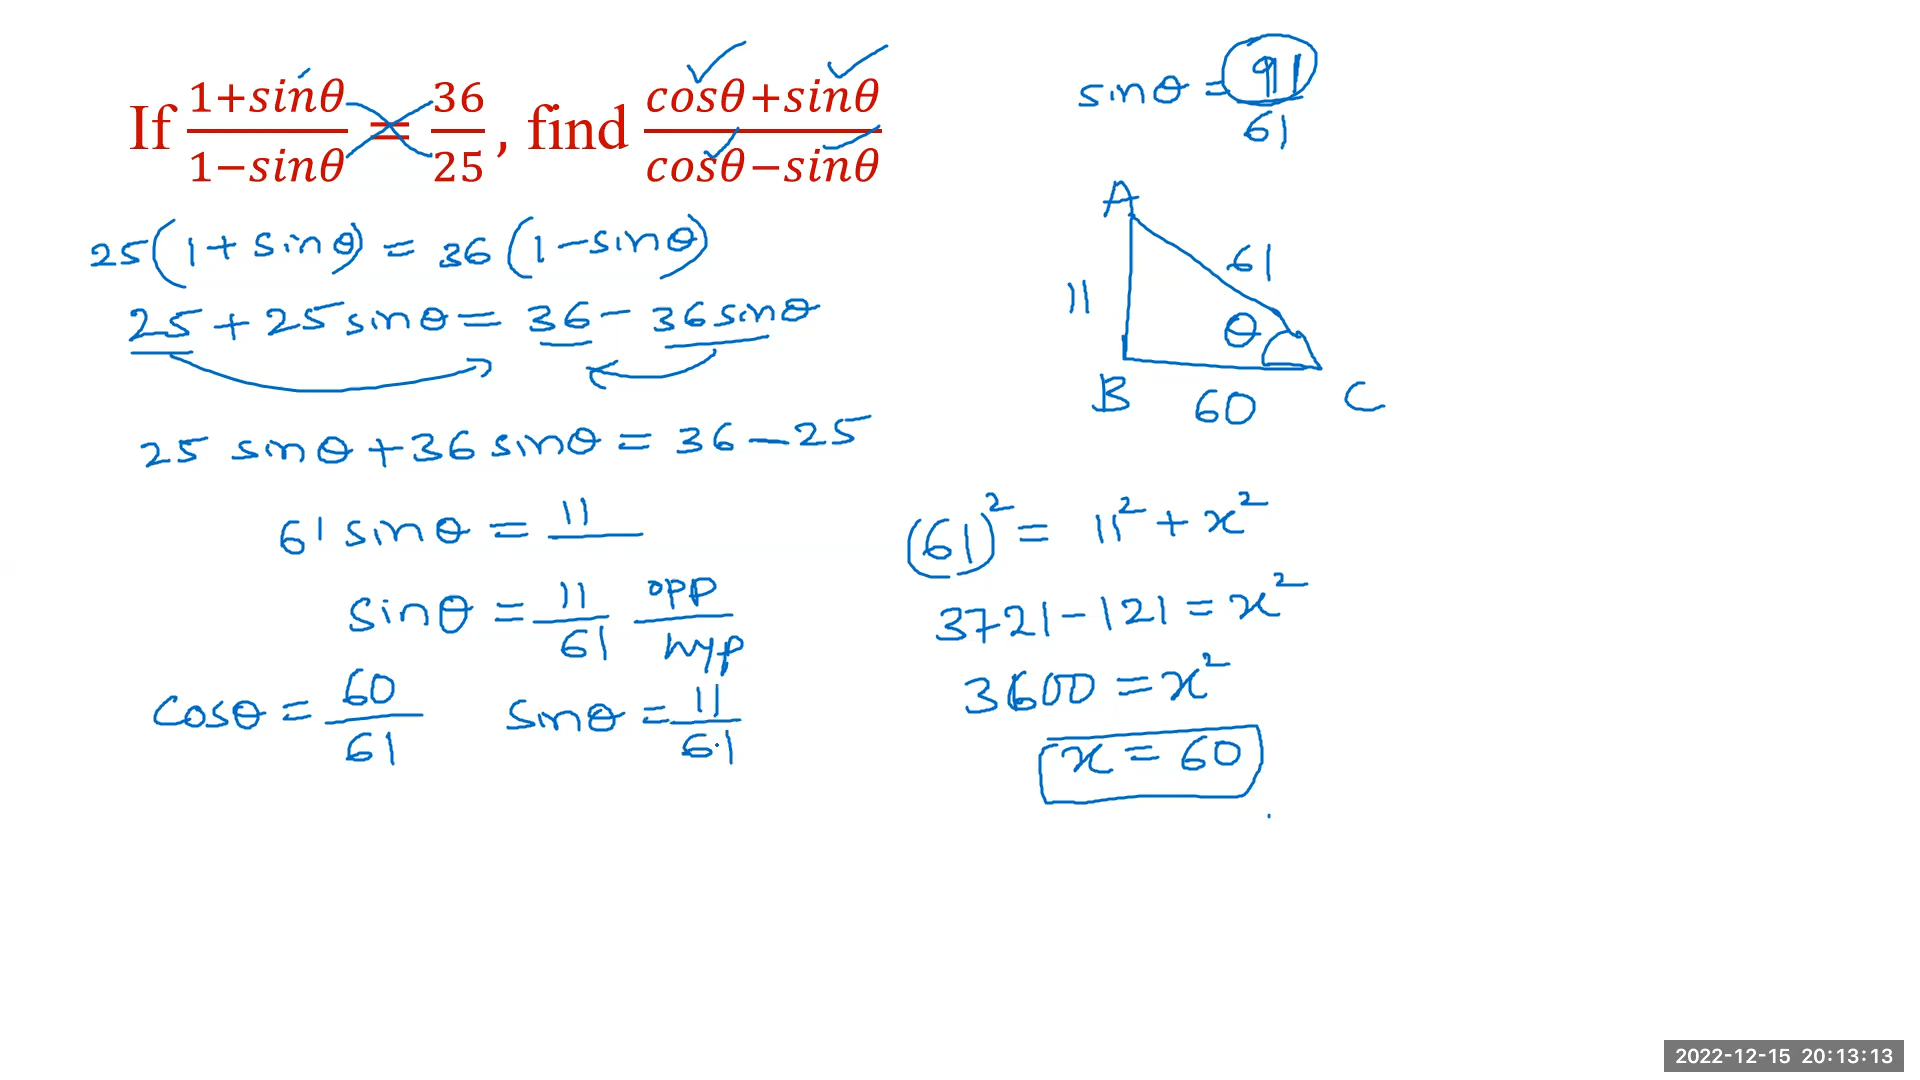 If (1+sinθ)/(1−sinθ) = 36/25, find (cosθ+sinθ)/(cosθ−sinθ)
25(1+sinθ) = 36(1−sinθ)
25+25sinθ = 36−36sinθ
25 sinθ+36sinθ = 36−25
61 sinθ = 11
sinθ = 11/61 opp/hyp
cosθ = 60/61 sinθ = 11/61
sinθ = 91/61
A
61
11
θ
B
60
C
(61)² = 11²+x²
3721−121 = x²
3600 = x²
x = 60
2022-12-15 20:13:13